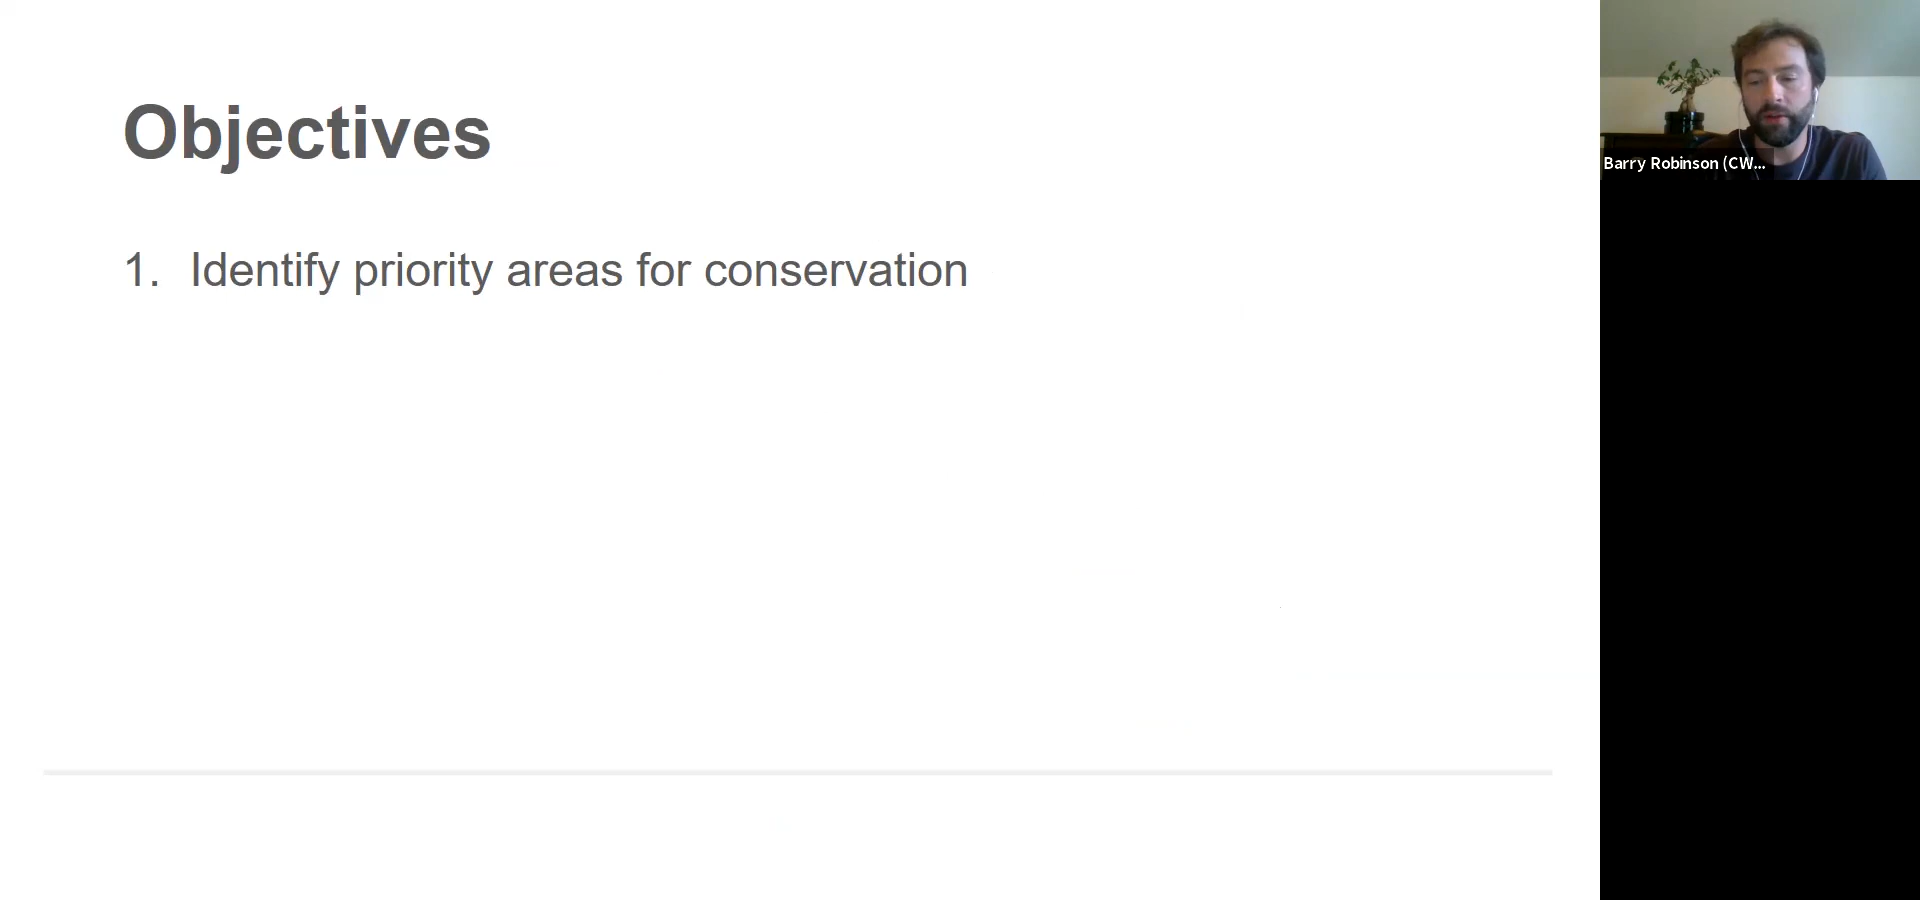 Objectives
1. Identify priority areas for conservation
Barry Robinson (CW...